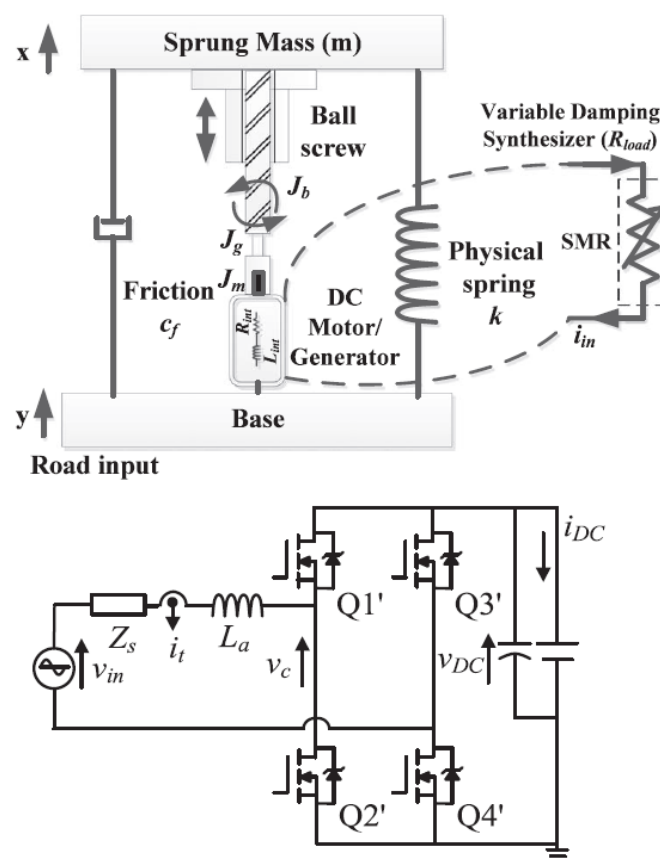 Sprung Mass (m)
x
Ball
screw
Variable Damping
Synthesizer (Rload)
Jb
Jg
Jm
Friction
cf
Rint
Lint
DC
Motor/
Generator
Physical
spring
k
SMR
iin
y
Base
Road input
Q1'
Q3'
iDC
Zs
it
La
vin
vc
vDC
Q2'
Q4'